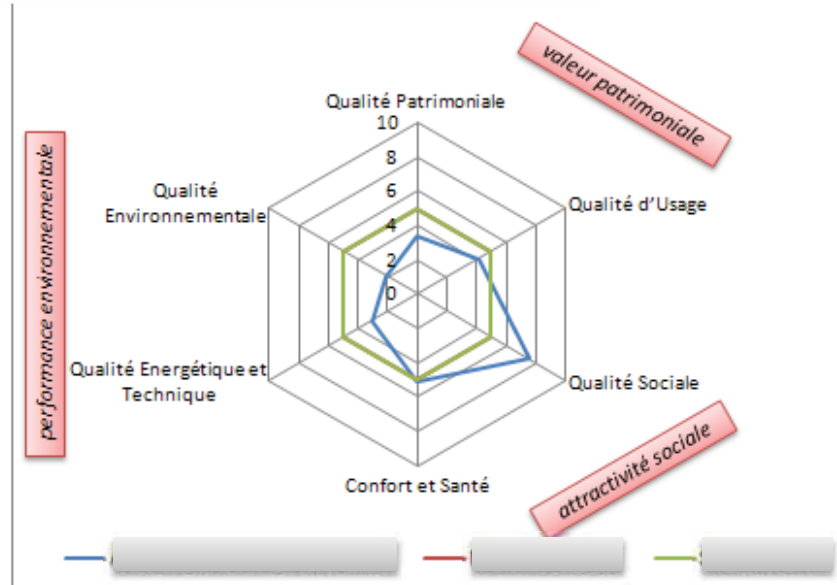 valeur patrimoniale
Qualité Patrimoniale
10
8
6
4
2
0
Qualité
Environnementale
Qualité d’Usage
performance environnementale
Qualité Energétique et
Technique
Qualité Sociale
Confort et Santé
attractivité sociale